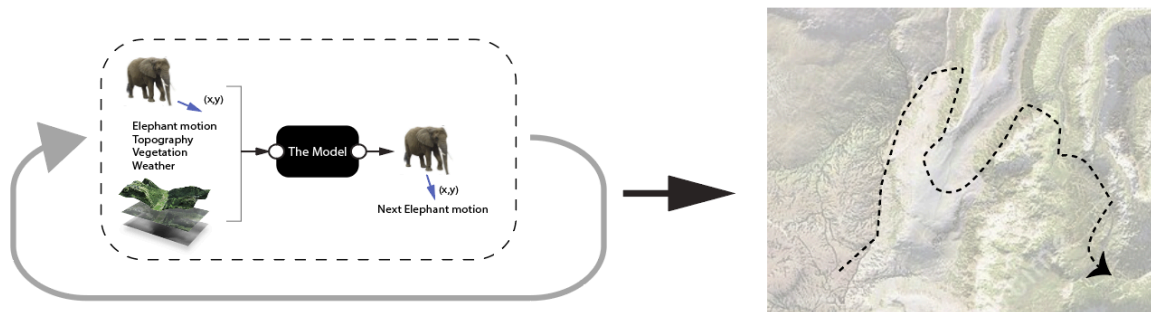 (x,y)
Elephant motion
Topography
Vegetation
Weather
The Model
(x,y)
Next Elephant motion